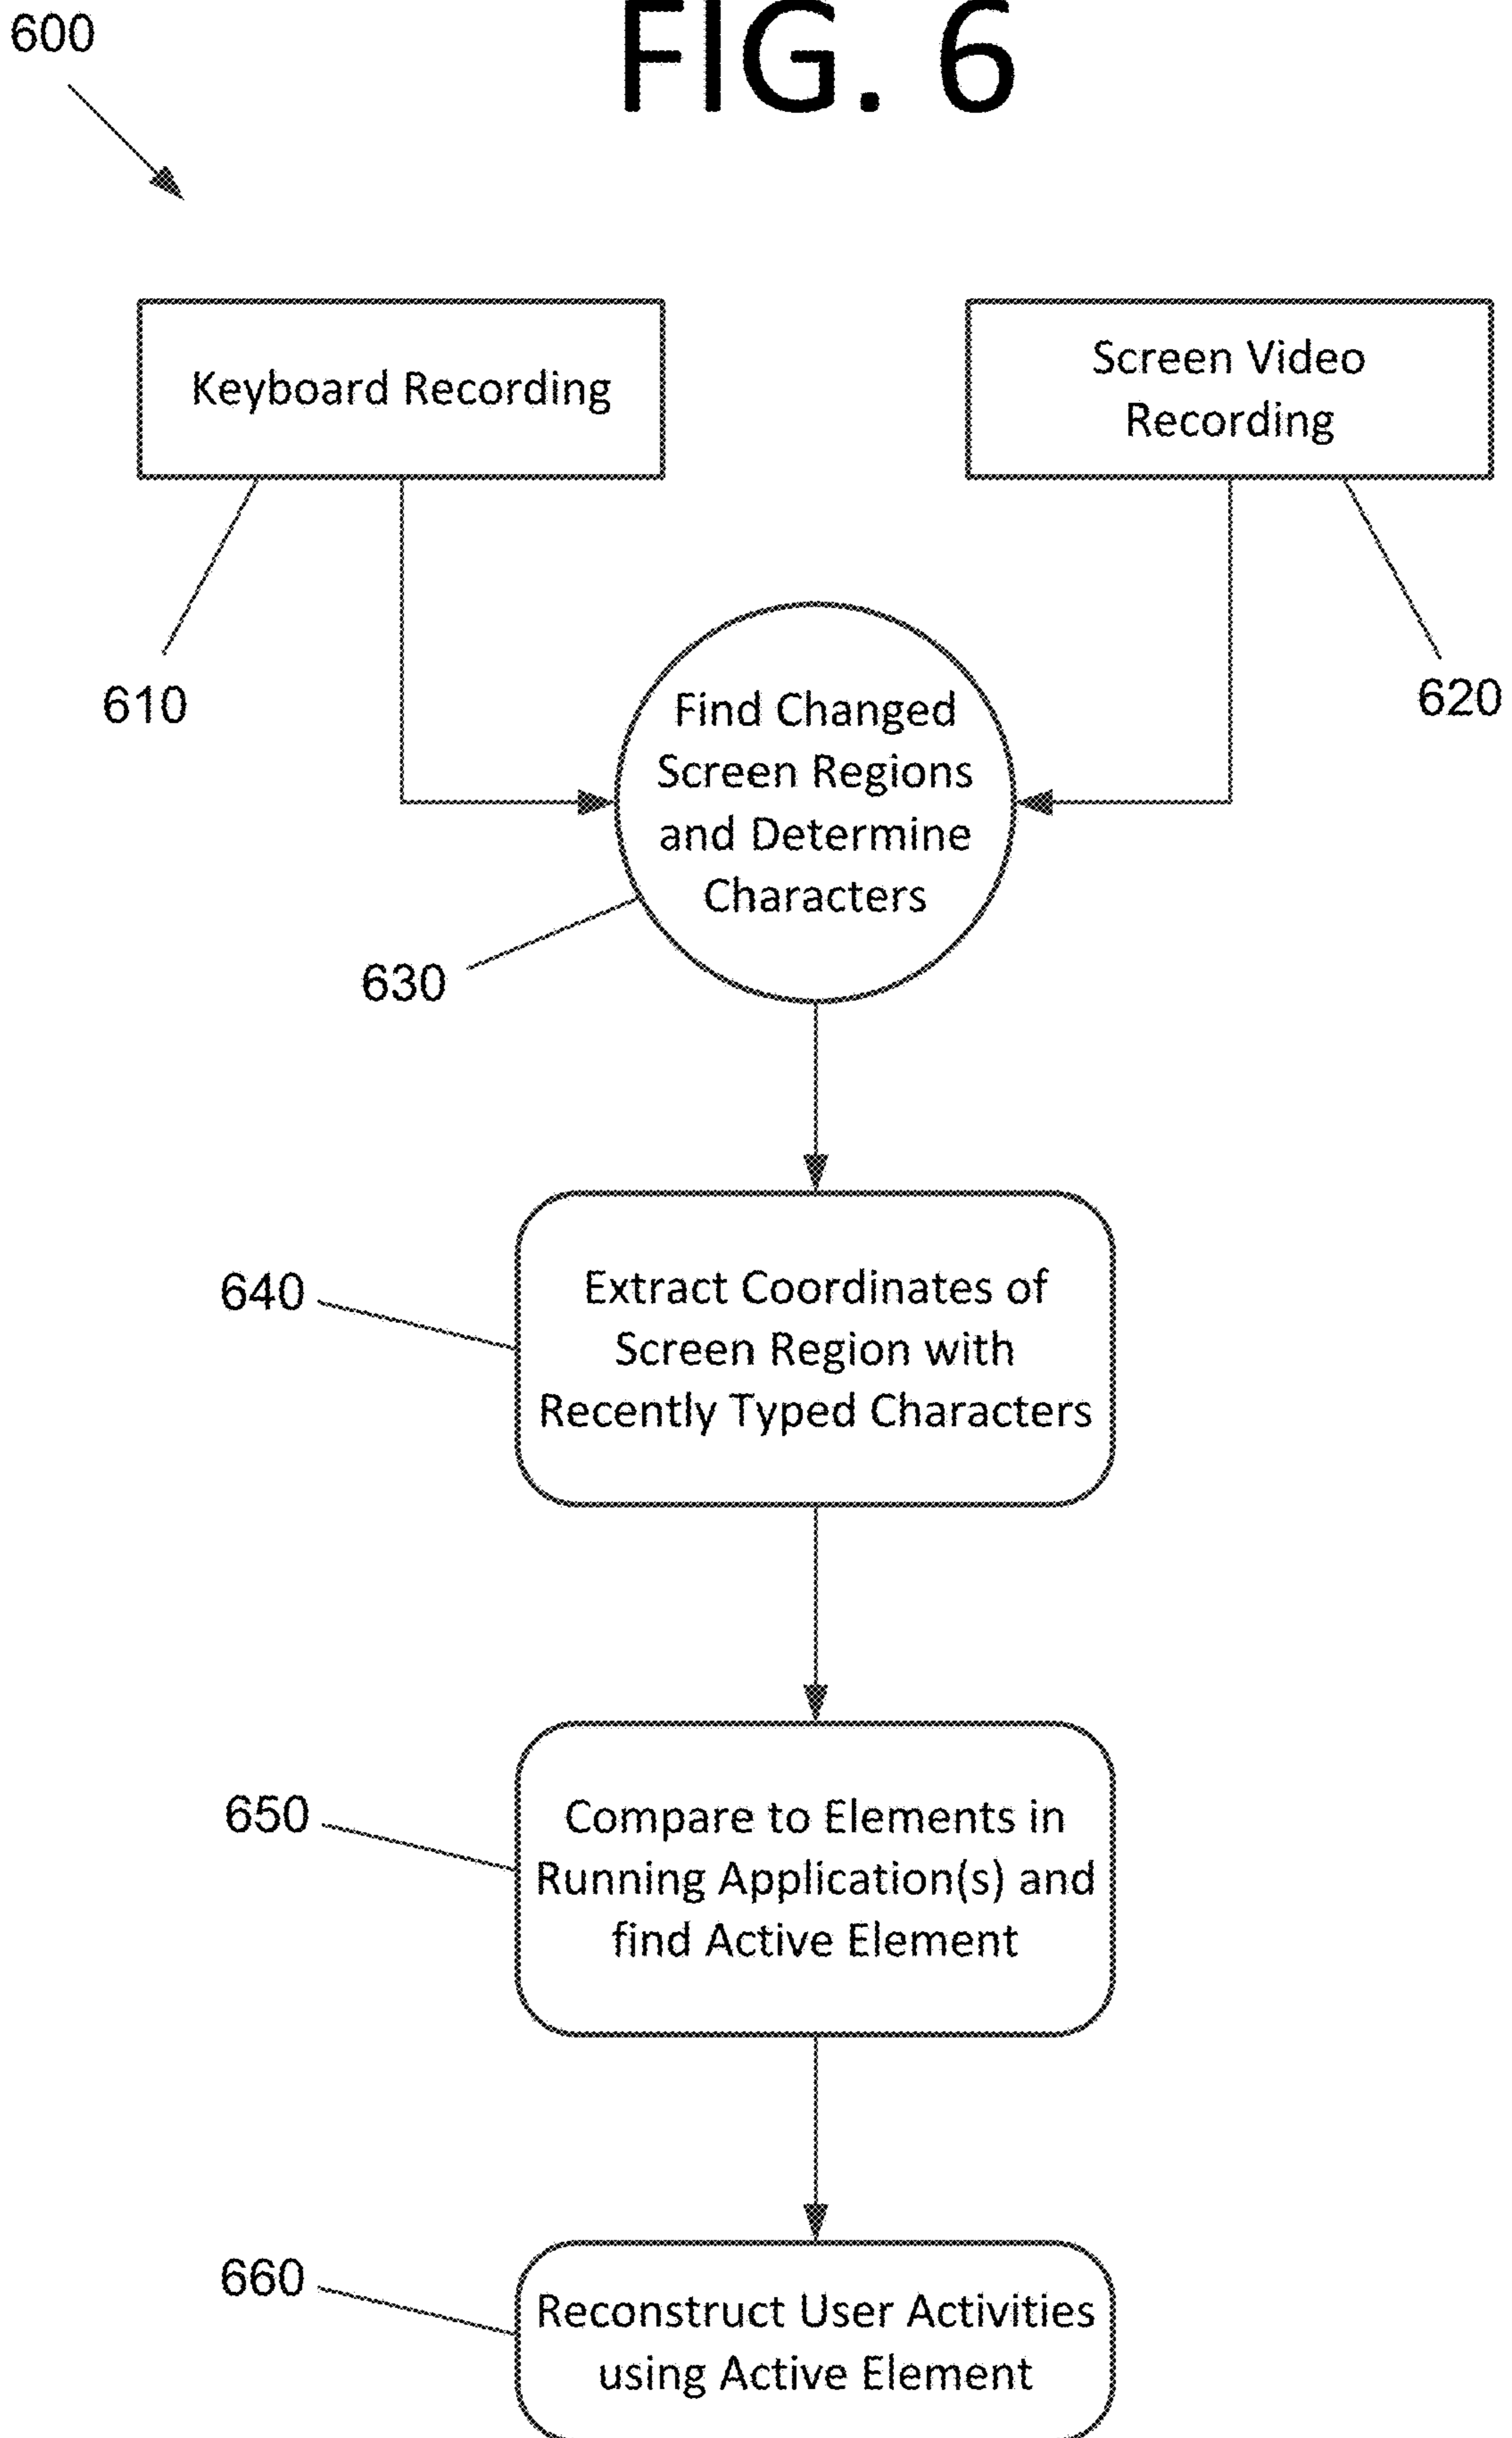 FIG. 6
600
Keyboard Recording
Screen Video
Recording
610
620
Find Changed
Screen Regions
and Determine
Characters
630
640
Extract Coordinates of
Screen Region with
Recently Typed Characters
650
Compare to Elements in
Running Application(s) and
find Active Element
660
Reconstruct User Activities
using Active Element